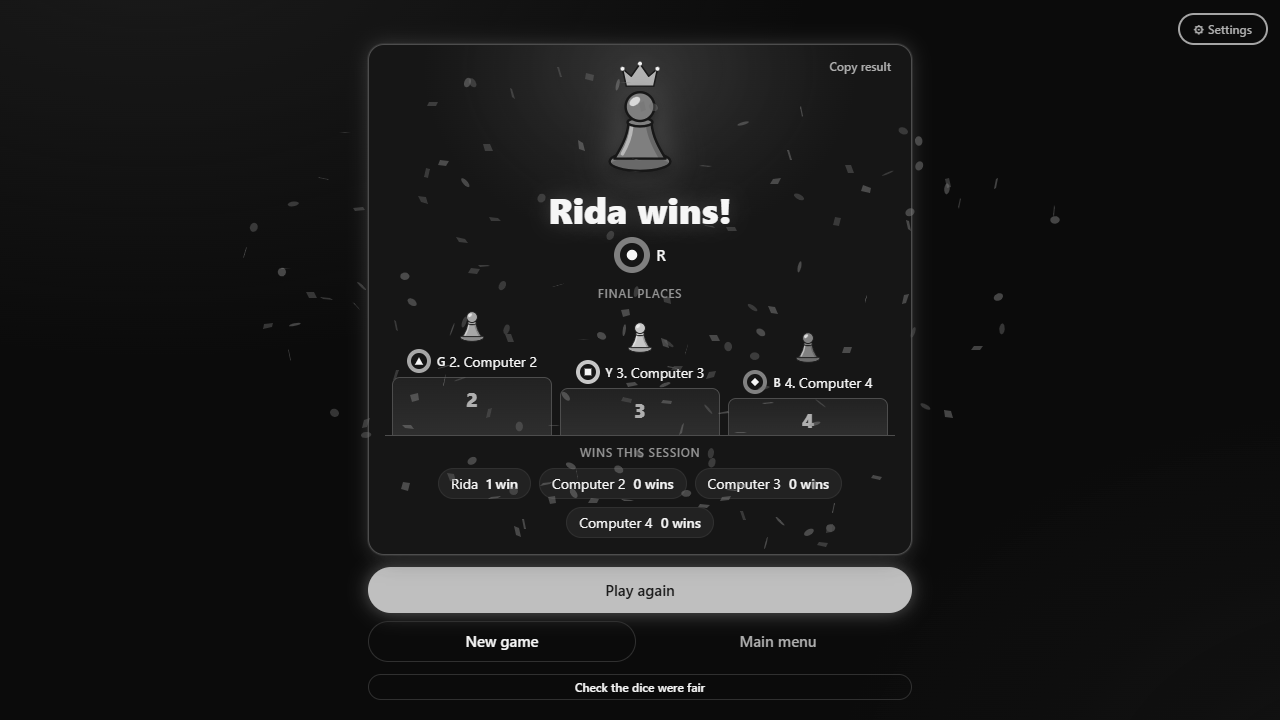 ⚙ Settings
Copy result
Rida wins!
R
FINAL PLACES
G 2. Computer 2
Y 3. Computer 3
B 4. Computer 4
2
3
4
WINS THIS SESSION
Rida 1 win
Computer 2 0 wins
Computer 3 0 wins
Computer 4 0 wins
Play again
New game
Main menu
Check the dice were fair